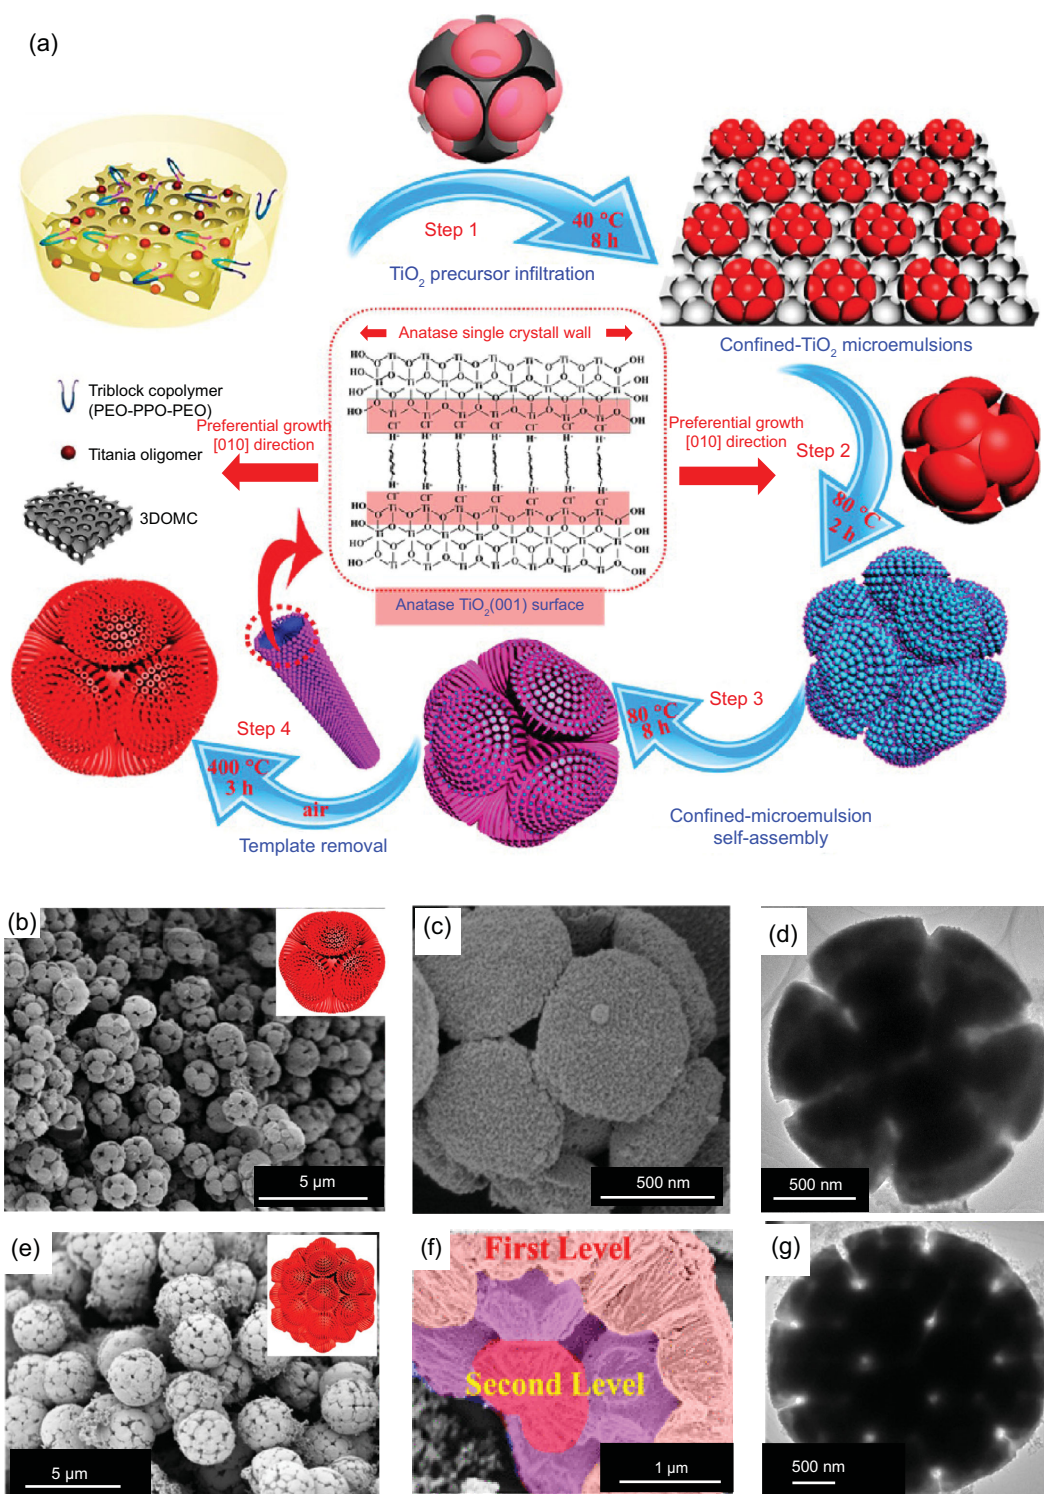 (a)
Step 1
40 °C
8 h
TiO2 precursor infiltration
Confined-TiO2 microemulsions
Anatase single crystall wall
Triblock copolymer
(PEO-PPO-PEO)
Titania oligomer
3DOMC
Preferential growth
[010] direction
Preferential growth
[010] direction
Step 2
80 °C
2 h
Anatase TiO2(001) surface
Step 3
80 °C
8 h
Confined-microemulsion
self-assembly
Step 4
400 °C
3 h
air
Template removal
(b)
5 μm
(c)
500 nm
(d)
500 nm
(e)
5 μm
(f)
First Level
Second Level
1 μm
(g)
500 nm